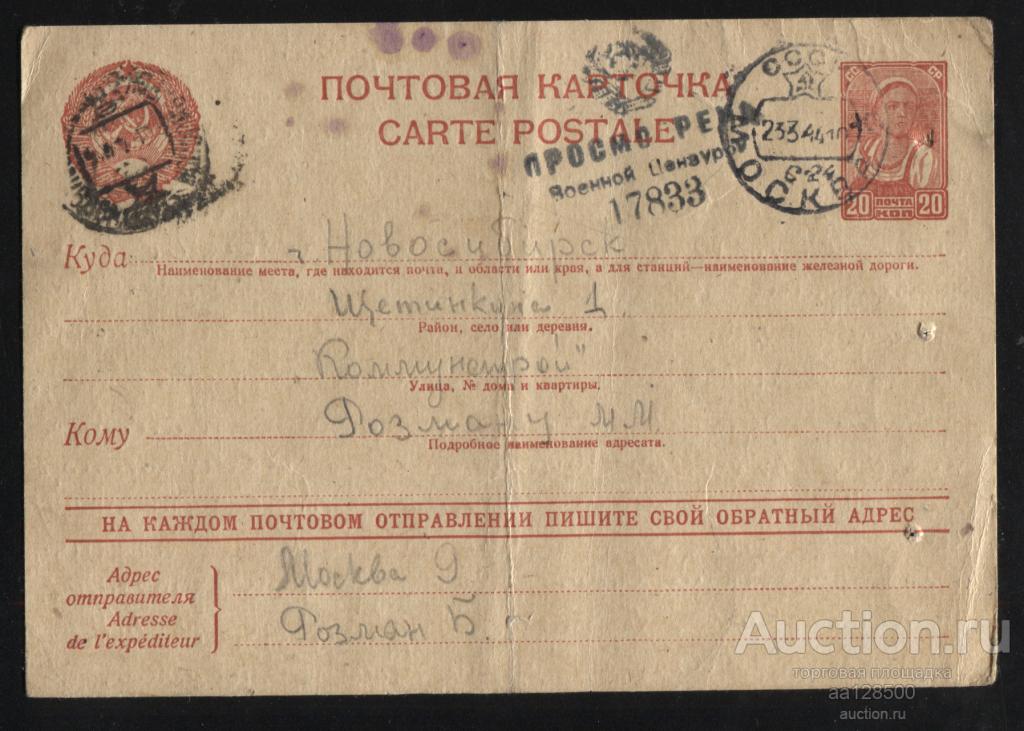 ПОЧТОВАЯ КАРТОЧКА
CARTE POSTALE
ПРОСМОТРЕНО
Военной Цензурой
17833
СССР
МОСКВА
23 3 44
СС СР
20 ПОЧТА КОП 20
Куда г. Новосибирск
Наименование места, где находится почта, и области или края, а для станций—наименование железной дороги.
Щетинкина 1.
Район, село или деревня.
„Коммунстрой"
Улица, № дома и квартиры.
Кому Розману М.М.
Подробное наименование адресата.
НА КАЖДОМ ПОЧТОВОМ ОТПРАВЛЕНИИ ПИШИТЕ СВОЙ ОБРАТНЫЙ АДРЕС
Адрес отправителя
Adresse de l'expéditeur
Москва 9
Розман Б.
Auction.ru
торговая площадка
aa128500
auction.ru